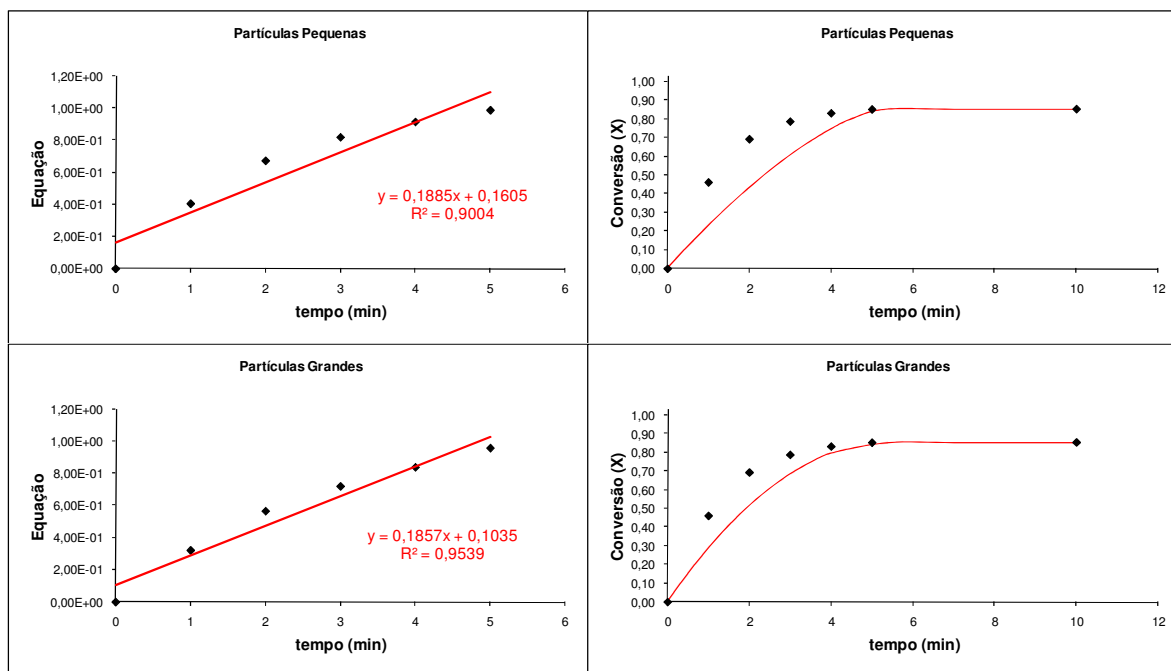 Partículas Pequenas
1,20E+00
1,00E+00
8,00E-01
6,00E-01
4,00E-01
2,00E-01
0,00E+00
Equação
y = 0,1885x + 0,1605
R² = 0,9004
0 1 2 3 4 5 6
tempo (min)
Partículas Pequenas
1,00
0,90
0,80
0,70
0,60
0,50
0,40
0,30
0,20
0,10
0,00
Conversão (X)
0 2 4 6 8 10 12
tempo (min)
Partículas Grandes
1,20E+00
1,00E+00
8,00E-01
6,00E-01
4,00E-01
2,00E-01
0,00E+00
Equação
y = 0,1857x + 0,1035
R² = 0,9539
0 1 2 3 4 5 6
tempo (min)
Partículas Grandes
1,00
0,90
0,80
0,70
0,60
0,50
0,40
0,30
0,20
0,10
0,00
Conversão (X)
0 2 4 6 8 10 12
tempo (min)